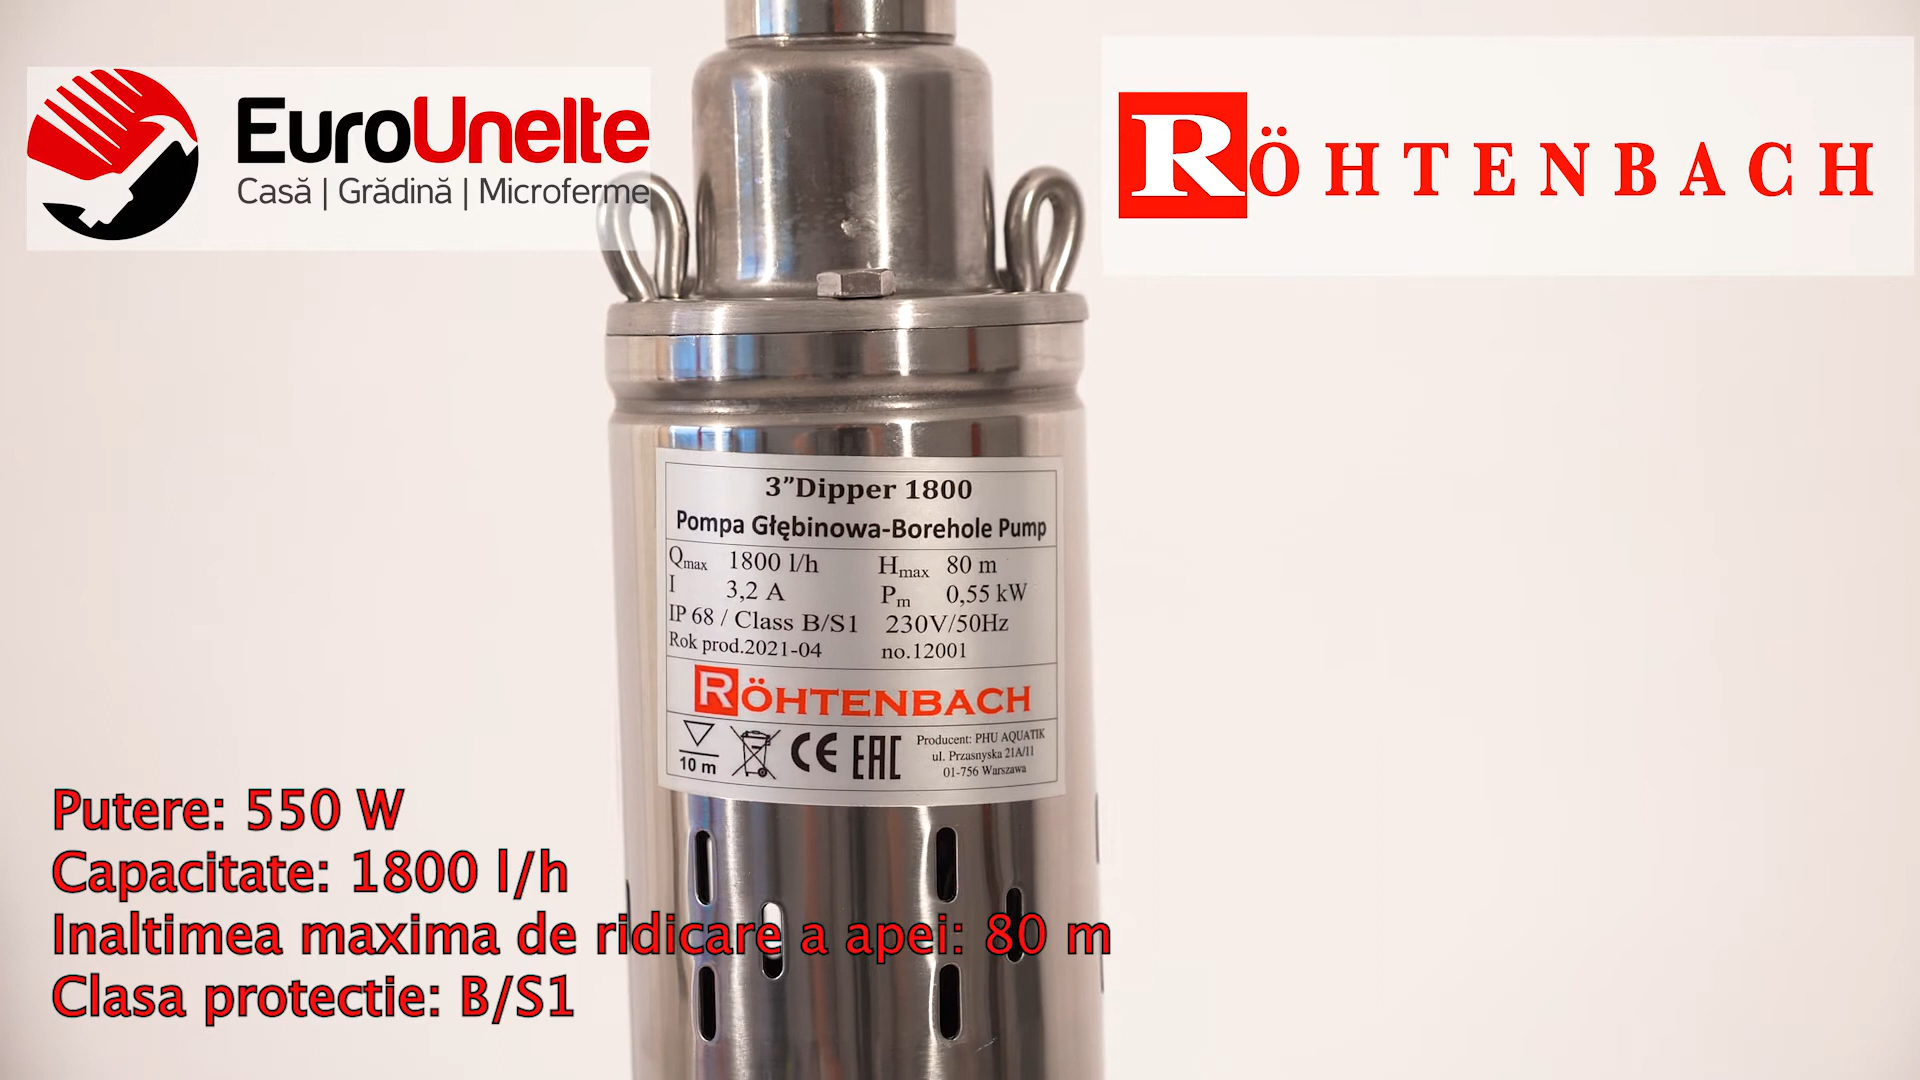 EuroUnelte
Casă | Grădină | Microferme
RÖHTENBACH
3”Dipper 1800
Pompa Głębinowa-Borehole Pump
Qmax 1800 l/h Hmax 80 m
I 3,2 A Pm 0,55 kW
IP 68 / Class B/S1 230V/50Hz
Rok prod.2021-04 no.12001
RÖHTENBACH
10 m CE EAC
Producent: PHU AQUATIK
ul. Przasnyska 21A/11
01-756 Warszawa
Putere: 550 W
Capacitate: 1800 l/h
Inaltimea maxima de ridicare a apei: 80 m
Clasa protectie: B/S1